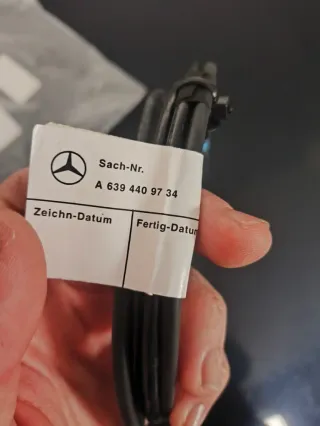 Sach-Nr.
A 639 440 97 34
Zeichn-Datum
Fertig-Datum